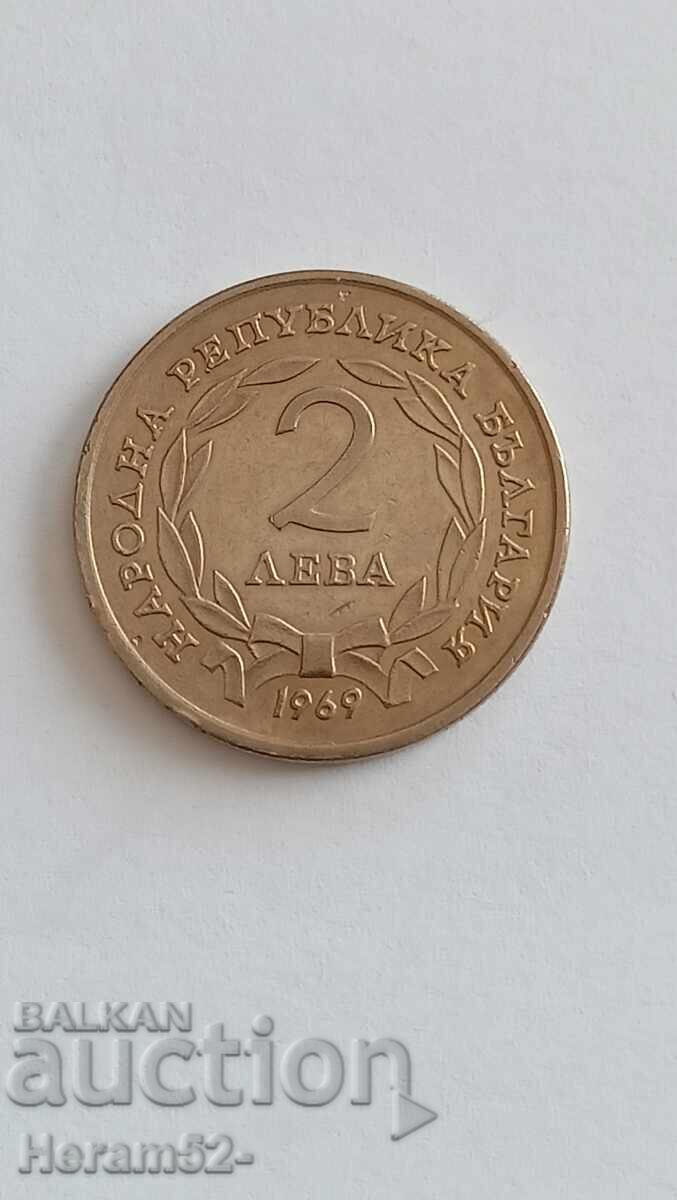 НАРОДНА РЕПУБЛИКА БЪЛГАРИЯ
2
ЛЕВА
1969
BALKAN
auction
Heram52-